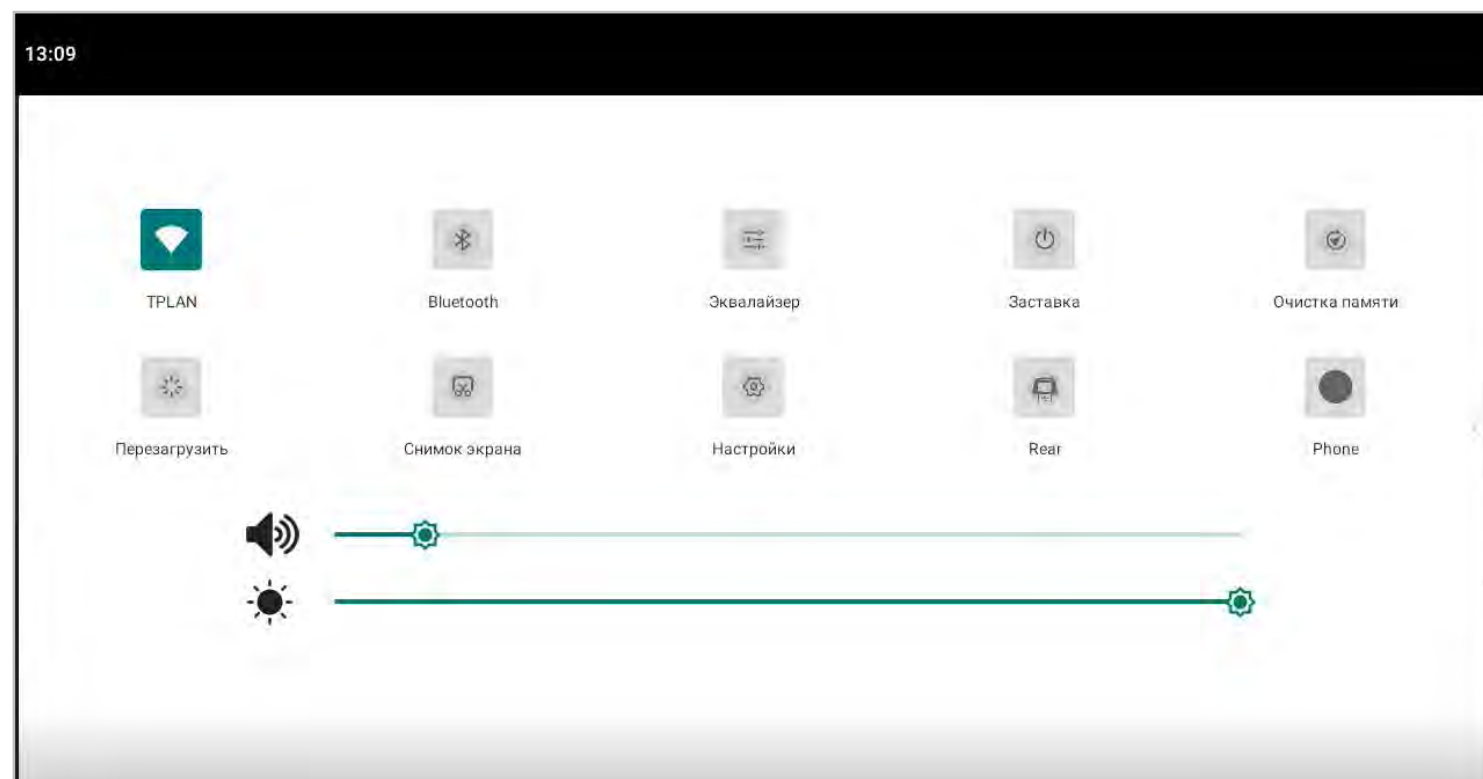 13:09
TPLAN
Bluetooth
Эквалайзер
Заставка
Очистка памяти
Перезагрузить
Снимок экрана
Настройки
Rear
Phone